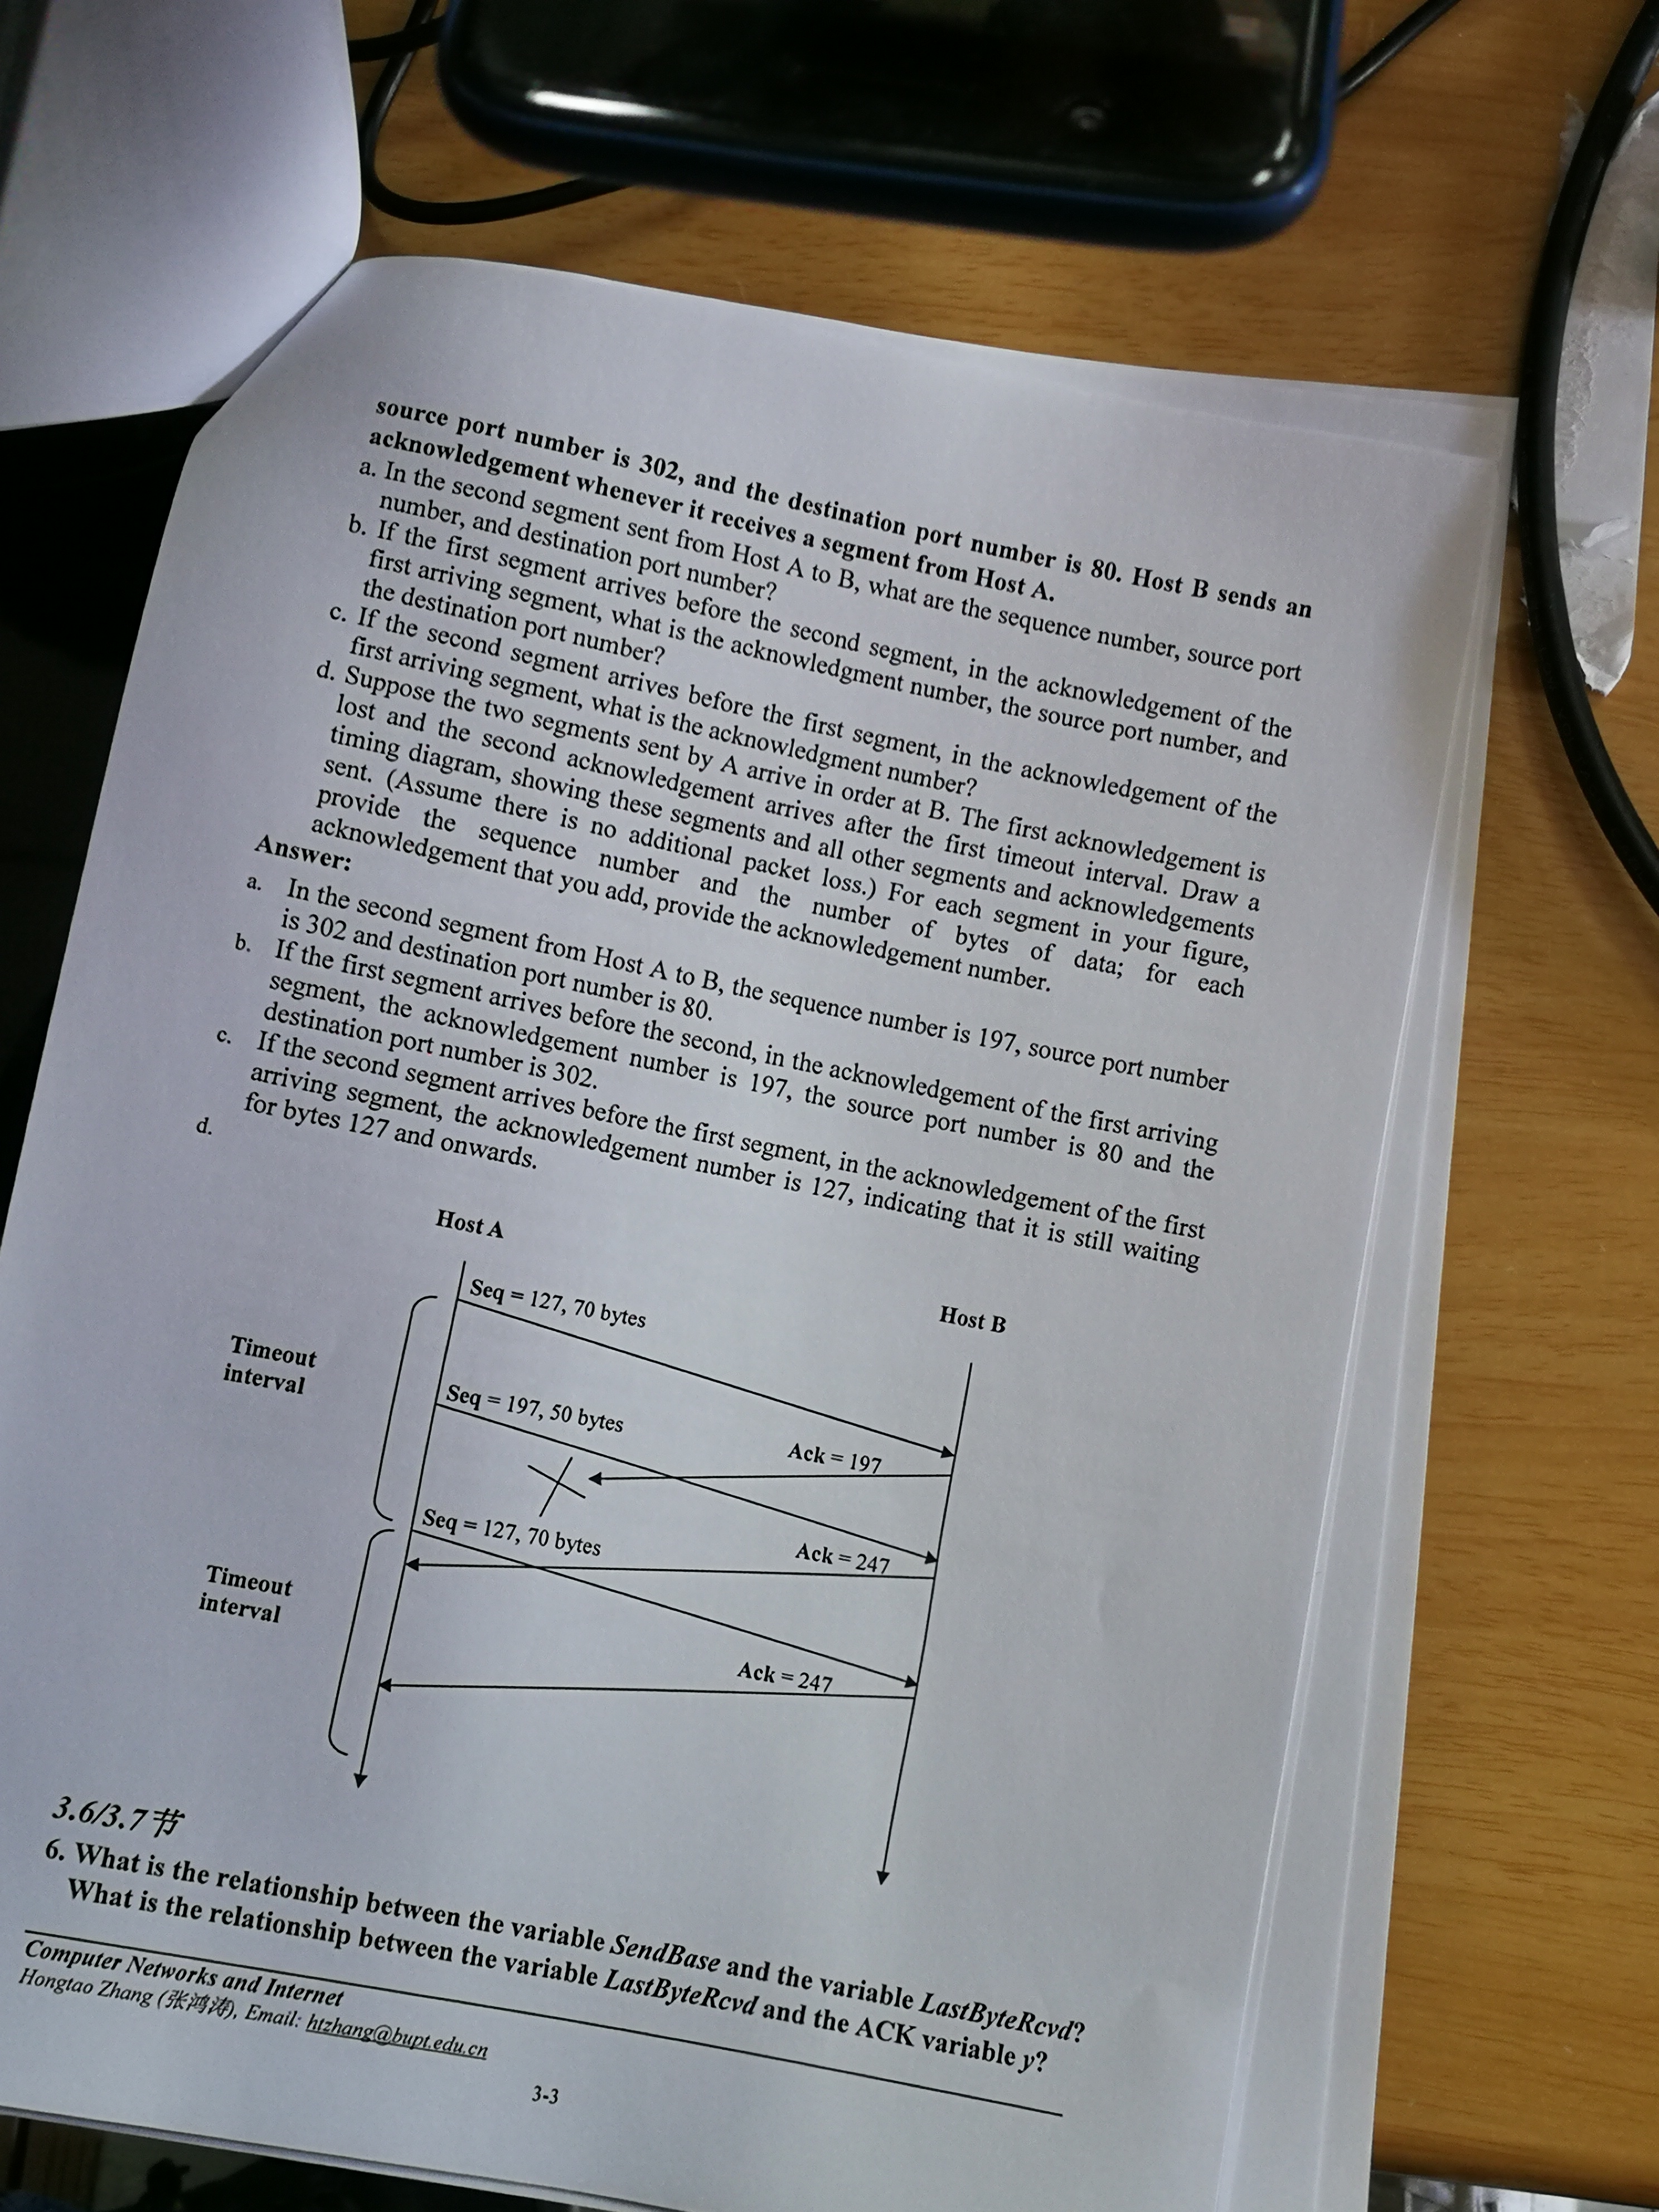 source port number is 302, and the destination port number is 80. Host B sends an
acknowledgement whenever it receives a segment from Host A.
a. In the second segment sent from Host A to B, what are the sequence number, source port
number, and destination port number?
b. If the first segment arrives before the second segment, in the acknowledgement of the
first arriving segment, what is the acknowledgment number, the source port number, and
the destination port number?
c. If the second segment arrives before the first segment, in the acknowledgement of the
first arriving segment, what is the acknowledgment number?
d. Suppose the two segments sent by A arrive in order at B. The first acknowledgement is
lost and the second acknowledgement arrives after the first timeout interval. Draw a
timing diagram, showing these segments and all other segments and acknowledgements
sent. (Assume there is no additional packet loss.) For each segment in your figure,
provide the sequence number and the number of bytes of data; for each
acknowledgement that you add, provide the acknowledgement number.
Answer:
a. In the second segment from Host A to B, the sequence number is 197, source port number
is 302 and destination port number is 80.
b. If the first segment arrives before the second, in the acknowledgement of the first arriving
segment, the acknowledgement number is 197, the source port number is 80 and the
destination port number is 302.
c. If the second segment arrives before the first segment, in the acknowledgement of the first
arriving segment, the acknowledgement number is 127, indicating that it is still waiting
for bytes 127 and onwards.
d.
Host A
Host B
Seq = 127, 70 bytes
Timeout
interval
Seq = 197, 50 bytes
Ack = 197
Seq = 127, 70 bytes
Ack = 247
Timeout
interval
Ack = 247
3.6/3.7节
6. What is the relationship between the variable SendBase and the variable LastByteRcvd?
What is the relationship between the variable LastByteRcvd and the ACK variable y?
Computer Networks and Internet
Hongtao Zhang (张鸿涛), Email: htzhang@bupt.edu.cn
3-3